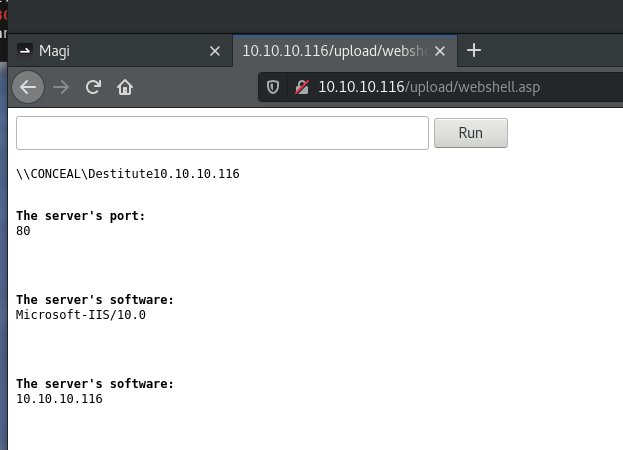 Magi
10.10.10.116/upload/webshe
10.10.10.116/upload/webshell.asp
Run
\\CONCEAL\Destitute10.10.10.116
The server's port:
80
The server's software:
Microsoft-IIS/10.0
The server's software:
10.10.10.116